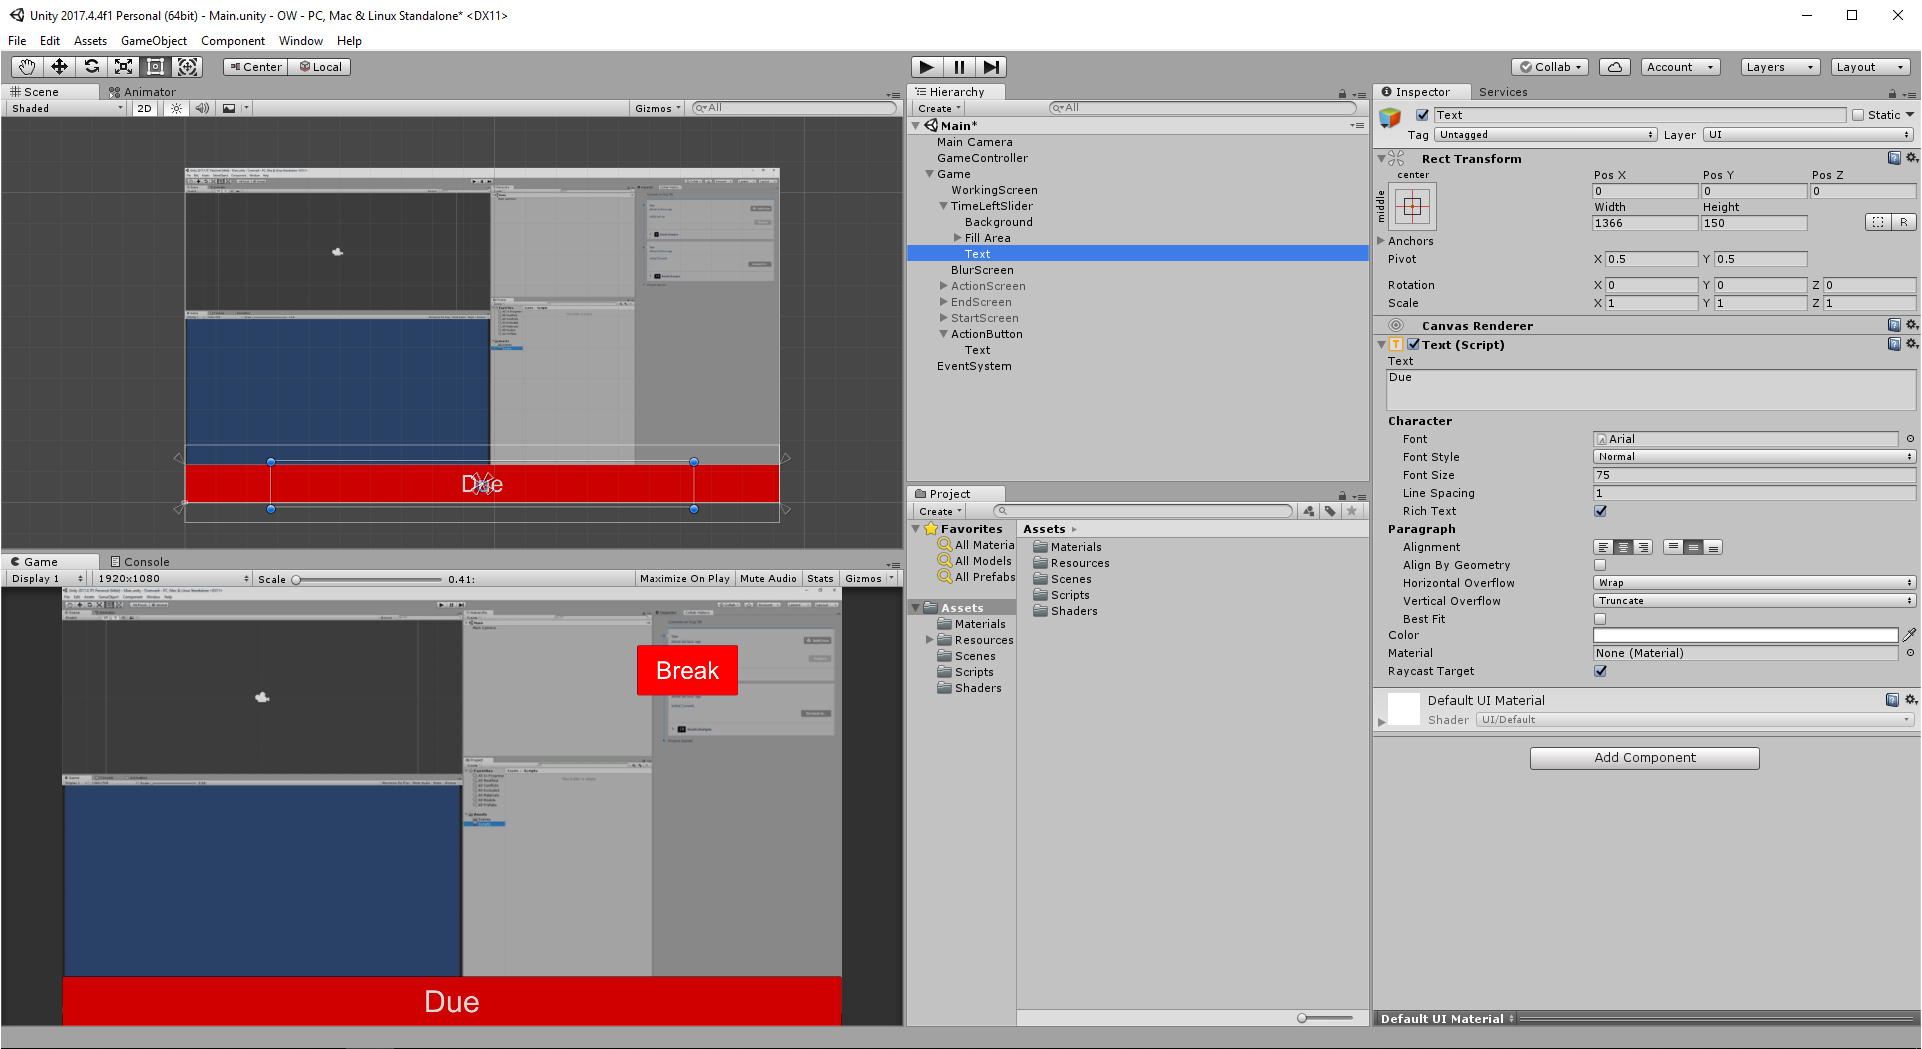 Unity 2017.4.4f1 Personal (64bit) - Main.unity - OW - PC, Mac & Linux Standalone* <DX11>
File Edit Assets GameObject Component Window Help
Center Local
Collab Account Layers Layout
Scene Animator
Shaded 2D Gizmos All
Due
Game Console
Display 1 1920x1080 Scale 0.41: Maximize On Play Mute Audio Stats Gizmos
Break
Due
Hierarchy
Create All
Main*
Main Camera
GameController
Game
WorkingScreen
TimeLeftSlider
Background
Fill Area
Text
BlurScreen
ActionScreen
EndScreen
StartScreen
ActionButton
Text
EventSystem
Project
Create
Favorites
All Materia
All Models
All Prefabs
Assets
Materials
Resources
Scenes
Scripts
Shaders
Assets
Materials
Resources
Scenes
Scripts
Shaders
Inspector Services
Text Static
Tag Untagged Layer UI
Rect Transform
center Pos X Pos Y Pos Z
middle 0 0 0
Width Height
1366 150 R
Anchors
Pivot X 0.5 Y 0.5
Rotation X 0 Y 0 Z 0
Scale X 1 Y 1 Z 1
Canvas Renderer
Text (Script)
Text
Due
Character
Font Arial
Font Style Normal
Font Size 75
Line Spacing 1
Rich Text
Paragraph
Alignment
Align By Geometry
Horizontal Overflow Wrap
Vertical Overflow Truncate
Best Fit
Color
Material None (Material)
Raycast Target
Default UI Material
Shader UI/Default
Add Component
Default UI Material